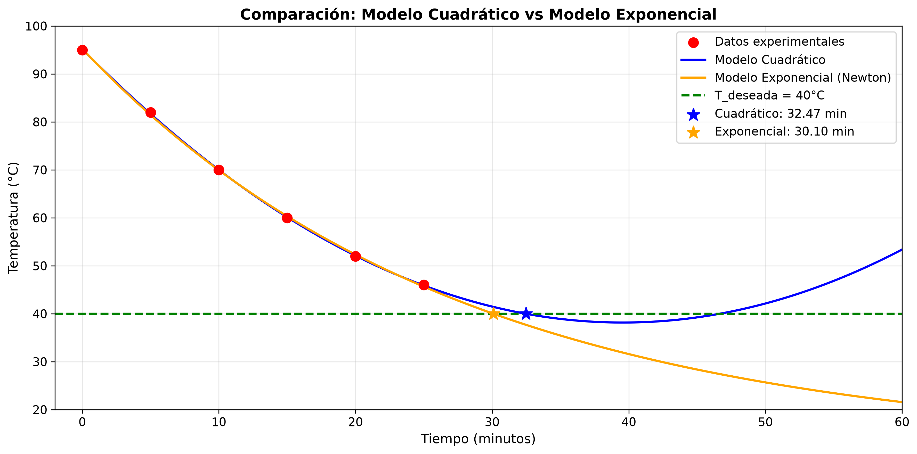 Comparación: Modelo Cuadrático vs Modelo Exponencial
Datos experimentales
Modelo Cuadrático
Modelo Exponencial (Newton)
T_deseada = 40°C
Cuadrático: 32.47 min
Exponencial: 30.10 min
Temperatura (°C)
100
90
80
70
60
50
40
30
20
0 10 20 30 40 50 60
Tiempo (minutos)